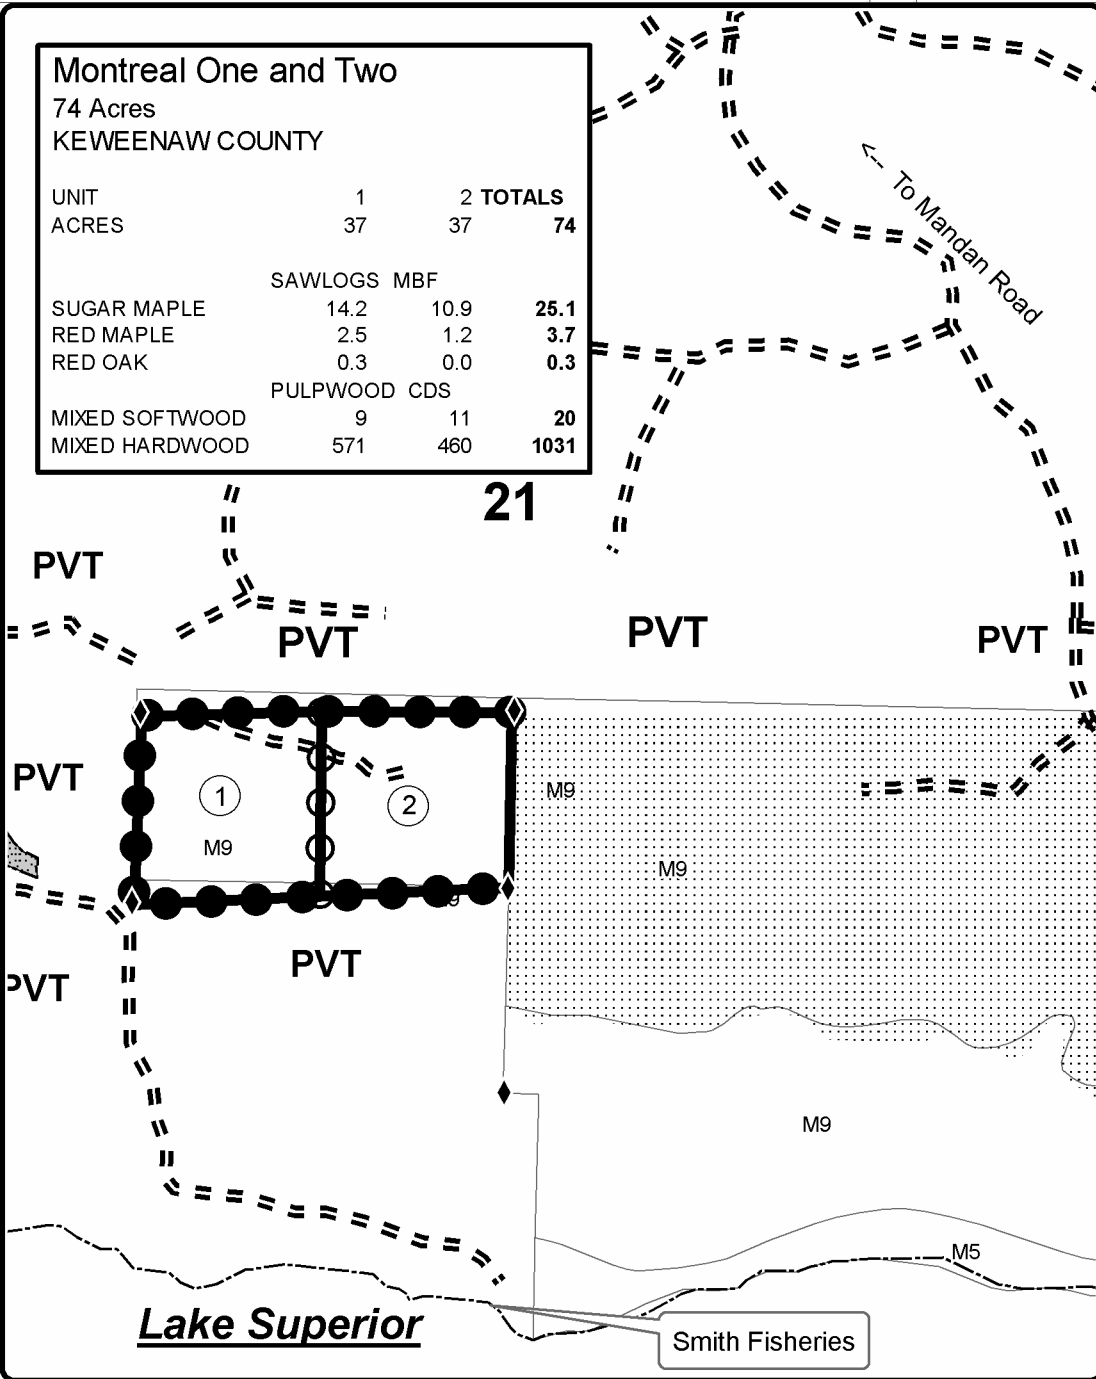 Montreal One and Two
74 Acres
KEWEENAW COUNTY
UNIT 1 2 TOTALS
ACRES 37 37 74
SAWLOGS MBF
SUGAR MAPLE 14.2 10.9 25.1
RED MAPLE 2.5 1.2 3.7
RED OAK 0.3 0.0 0.3
PULPWOOD CDS
MIXED SOFTWOOD 9 11 20
MIXED HARDWOOD 571 460 1031
<-- To Mandan Road
21
PVT
PVT
PVT
PVT
PVT
M9
1
2
M9
M9
PVT
PVT
M9
M5
Lake Superior
Smith Fisheries